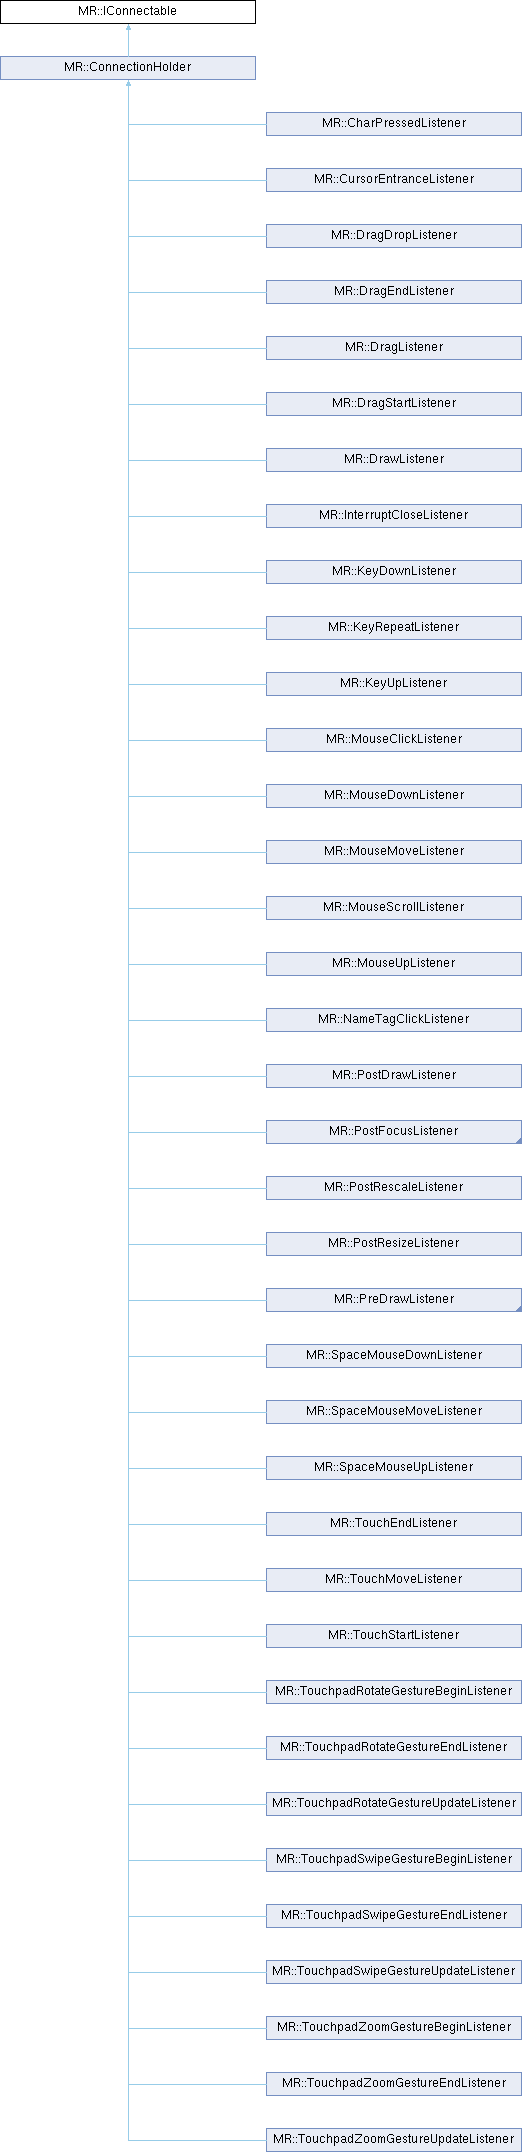 MR::IConnectable
MR::ConnectionHolder
MR::CharPressedListener
MR::CursorEntranceListener
MR::DragDropListener
MR::DragEndListener
MR::DragListener
MR::DragStartListener
MR::DrawListener
MR::InterruptCloseListener
MR::KeyDownListener
MR::KeyRepeatListener
MR::KeyUpListener
MR::MouseClickListener
MR::MouseDownListener
MR::MouseMoveListener
MR::MouseScrollListener
MR::MouseUpListener
MR::NameTagClickListener
MR::PostDrawListener
MR::PostFocusListener
MR::PostRescaleListener
MR::PostResizeListener
MR::PreDrawListener
MR::SpaceMouseDownListener
MR::SpaceMouseMoveListener
MR::SpaceMouseUpListener
MR::TouchEndListener
MR::TouchMoveListener
MR::TouchStartListener
MR::TouchpadRotateGestureBeginListener
MR::TouchpadRotateGestureEndListener
MR::TouchpadRotateGestureUpdateListener
MR::TouchpadSwipeGestureBeginListener
MR::TouchpadSwipeGestureEndListener
MR::TouchpadSwipeGestureUpdateListener
MR::TouchpadZoomGestureBeginListener
MR::TouchpadZoomGestureEndListener
MR::TouchpadZoomGestureUpdateListener